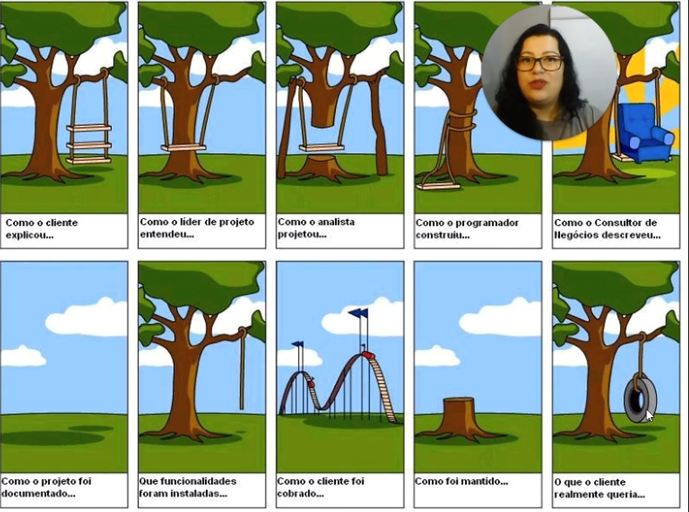 Como o cliente
explicou...
Como o líder de projeto
entendeu...
Como o analista
projetou...
Como o programador
construiu...
Como o Consultor de
Negócios descreveu...
Como o projeto foi
documentado...
Que funcionalidades
foram instaladas...
Como o cliente foi
cobrado...
Como foi mantido...
O que o cliente
realmente queria...